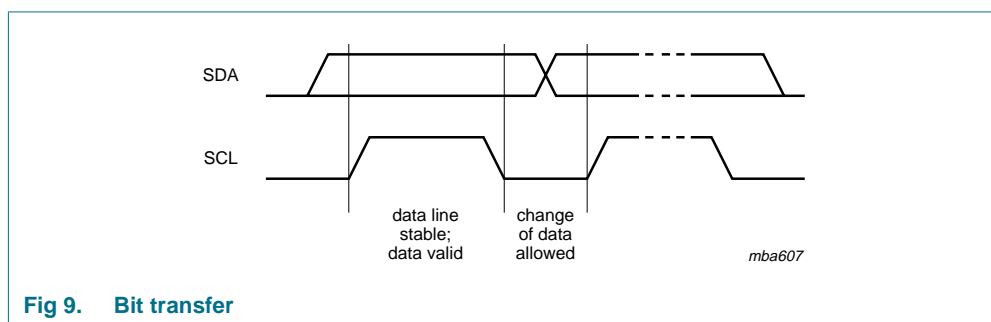 SDA
SCL
data line
stable;
data valid
change
of data
allowed
mba607
Fig 9. Bit transfer